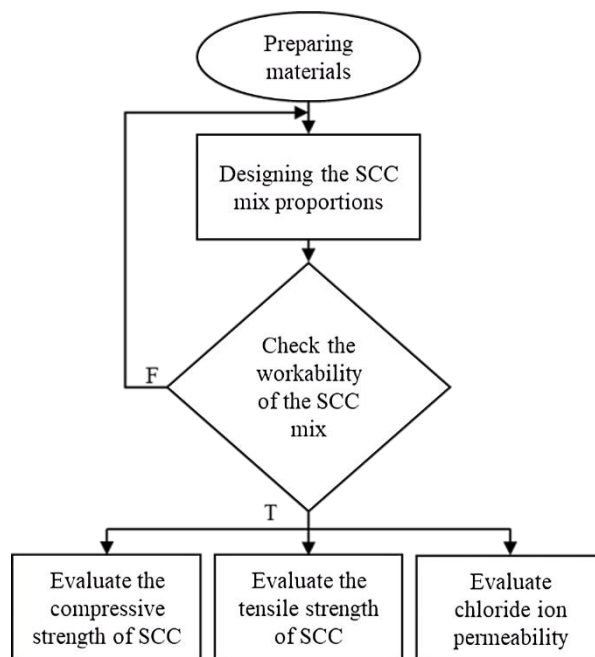 Preparing
materials
Designing the SCC
mix proportions
Check the
workability
of the SCC
mix
F
T
Evaluate the
compressive
strength of SCC
Evaluate the
tensile strength
of SCC
Evaluate
chloride ion
permeability